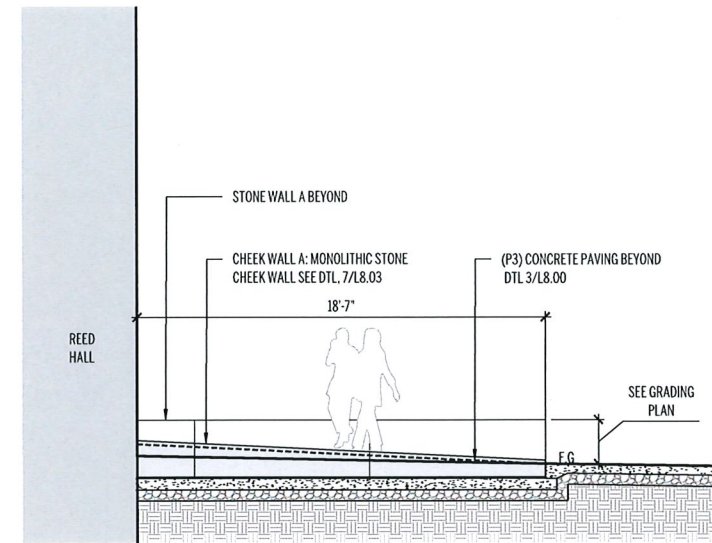 STONE WALL A BEYOND
CHEEK WALL A: MONOLITHIC STONE
CHEEK WALL SEE DTL, 7/L8.03
(P3) CONCRETE PAVING BEYOND
DTL 3/L8.00
18'-7"
REED
HALL
SEE GRADING
PLAN
F.G.